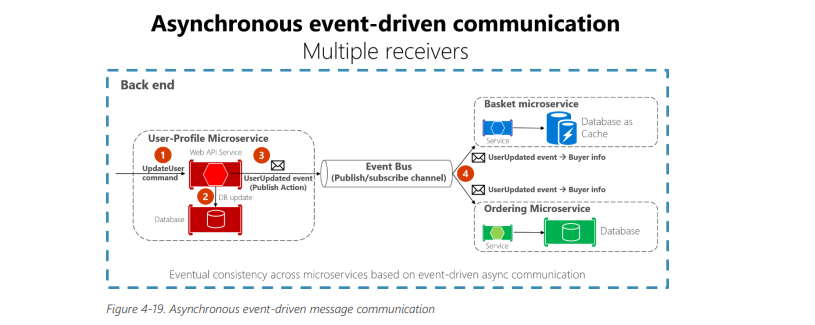 Asynchronous event-driven communication
Multiple receivers
Back end
User-Profile Microservice
Web API Service
1
3
UpdateUser
command
UserUpdated event
(Publish Action)
2
DB update
Database
Event Bus
(Publish/subscribe channel)
4
Basket microservice
Database as
Cache
Service
UserUpdated event → Buyer info
UserUpdated event → Buyer info
Ordering Microservice
Database
Service
Eventual consistency across microservices based on event-driven async communication
Figure 4-19. Asynchronous event-driven message communication